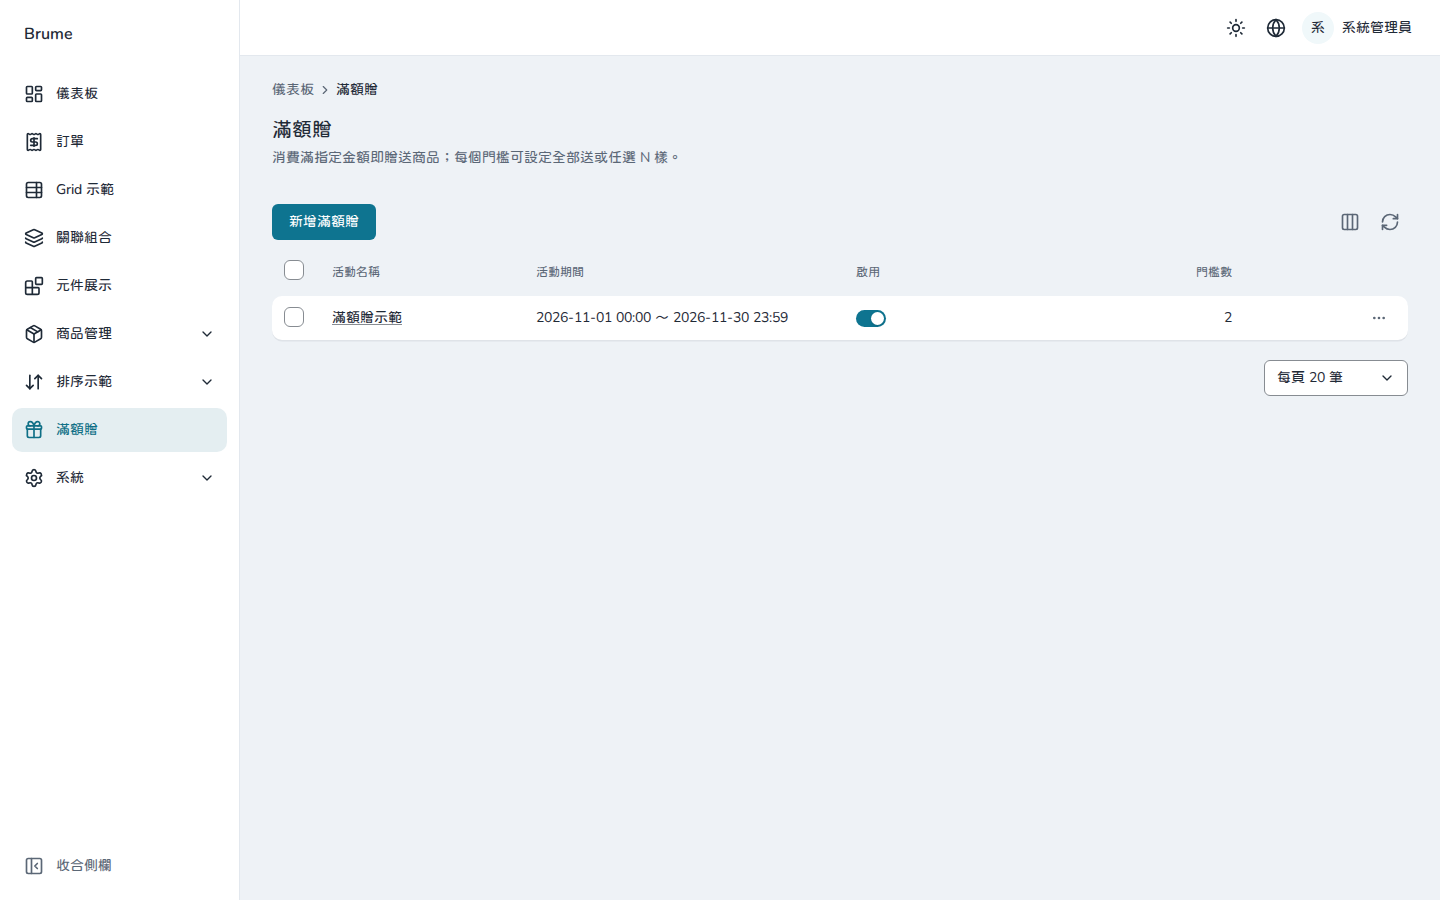 Brume
系 系統管理員
儀表板
訂單
Grid 示範
關聯組合
元件展示
商品管理
排序示範
滿額贈
系統
收合側欄
儀表板 > 滿額贈
滿額贈
消費滿指定金額即贈送商品；每個門檻可設定全部送或任選 N 樣。
新增滿額贈
活動名稱 活動期間 啟用 門檻數
滿額贈示範 2026-11-01 00:00 ～ 2026-11-30 23:59 2
每頁 20 筆